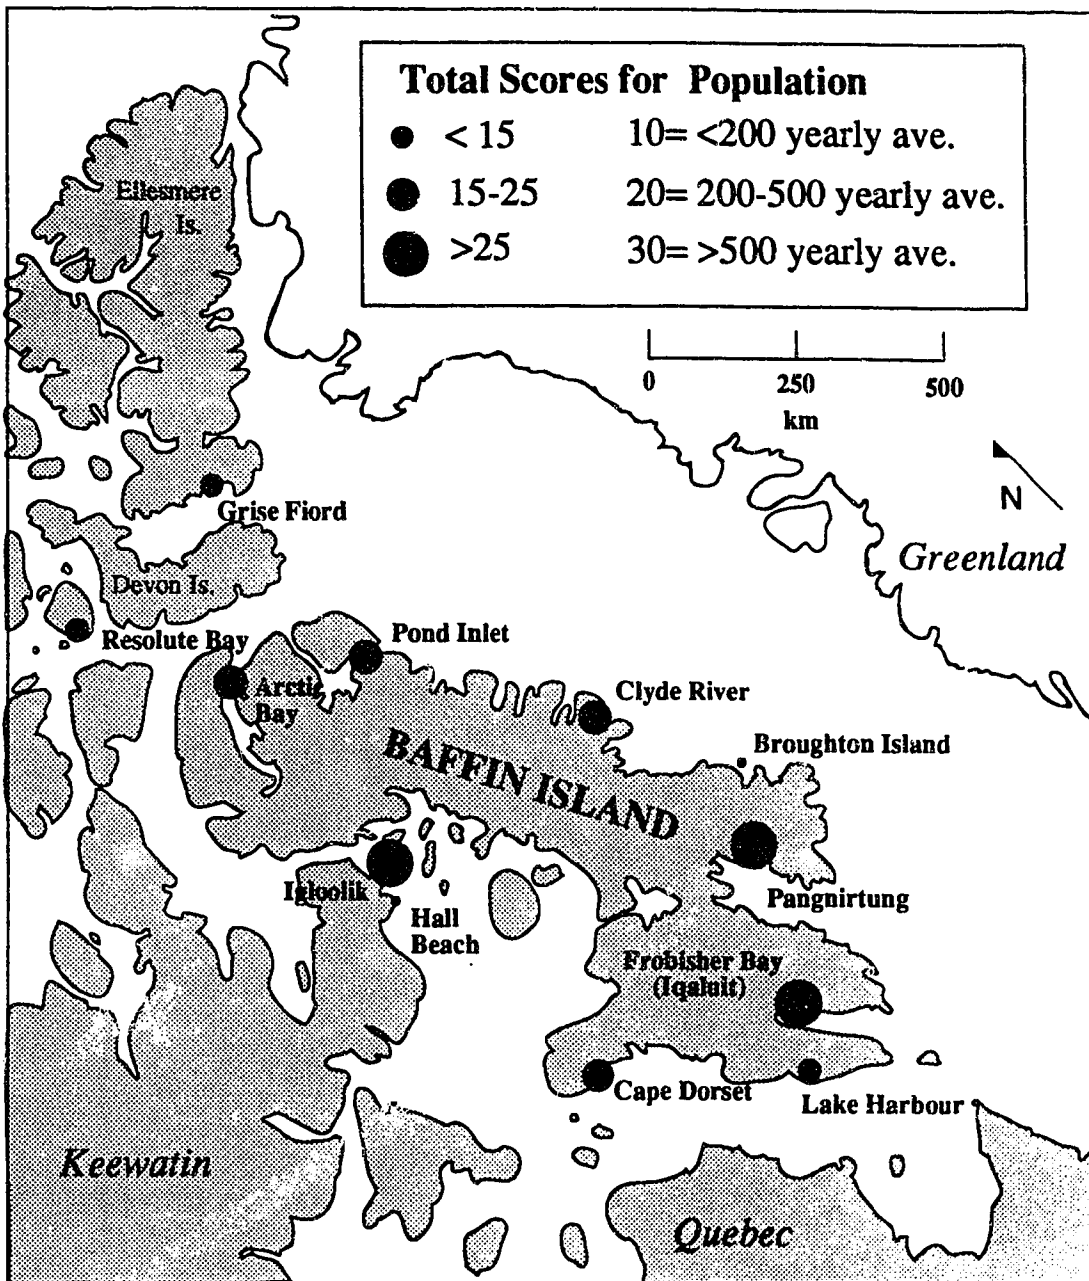 Total Scores for Population
< 15 10= <200 yearly ave.
15-25 20= 200-500 yearly ave.
>25 30= >500 yearly ave.
Ellesmere
Is.
0 250 500
km
N
Grise Fiord
Greenland
Devon Is.
Resolute Bay
Pond Inlet
Arctic
Bay
Clyde River
Broughton Island
BAFFIN ISLAND
Igloolik
Hall
Beach
Pangnirtung
Frobisher Bay
(Iqaluit)
Cape Dorset
Lake Harbour
Keewatin
Quebec